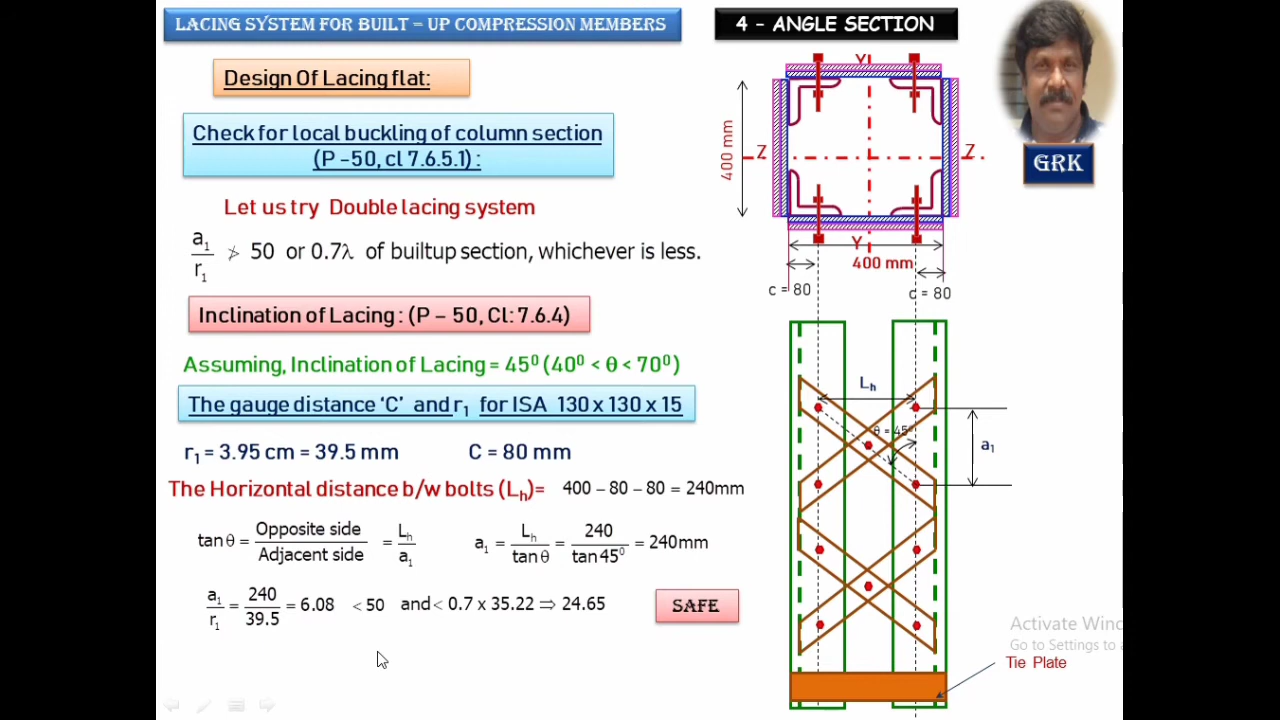 LACING SYSTEM FOR BUILT – UP COMPRESSION MEMBERS
4 - ANGLE SECTION
Design Of Lacing flat:
Check for local buckling of column section
(P -50, cl 7.6.5.1) :
Let us try Double lacing system
a1/r1 ≯ 50 or 0.7λ of builtup section, whichever is less.
Inclination of Lacing : (P – 50, Cl: 7.6.4)
Assuming, Inclination of Lacing = 45⁰ (40⁰ < θ < 70⁰)
The gauge distance ‘C’ and r1 for ISA 130 x 130 x 15
r1 = 3.95 cm = 39.5 mm C = 80 mm
The Horizontal distance b/w bolts (Lh)= 400 – 80 – 80 = 240mm
tan θ = Opposite side/Adjacent side = Lh/a1 a1 = Lh/tan θ = 240/tan 45⁰ = 240mm
a1/r1 = 240/39.5 = 6.08 < 50 and < 0.7 x 35.22 ⇒ 24.65
SAFE
GRK
Y
400 mm
Z
Z
Y
400 mm
c = 80
c = 80
Lh
θ = 45⁰
a1
Activate Winc
Go to Settings to a
Tie Plate